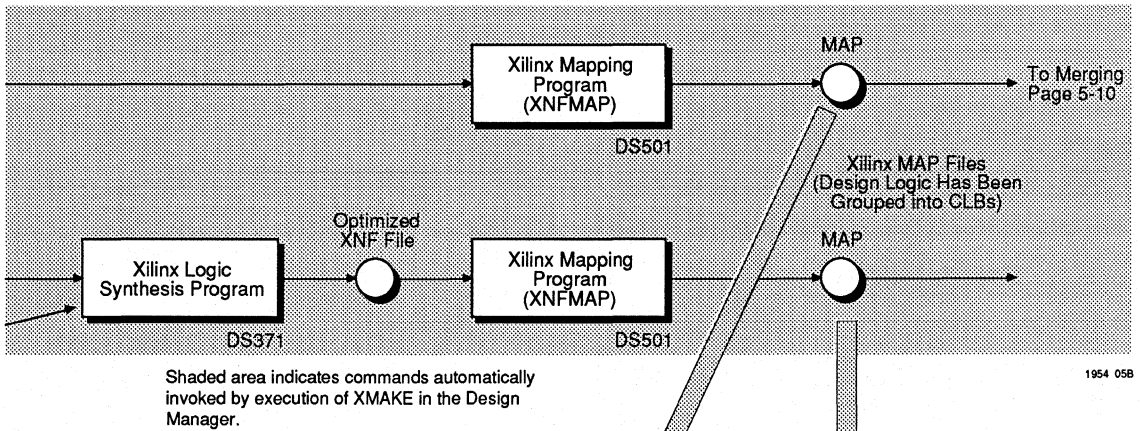 MAP
Xilinx Mapping
Program
(XNFMAP)
To Merging
Page 5-10
DS501
Xilinx MAP Files
(Design Logic Has Been
Grouped into CLBs)
Optimized
XNF File
MAP
Xilinx Logic
Synthesis Program
Xilinx Mapping
Program
(XNFMAP)
DS371
DS501
Shaded area indicates commands automatically
invoked by execution of XMAKE in the Design
Manager.
1954 05B